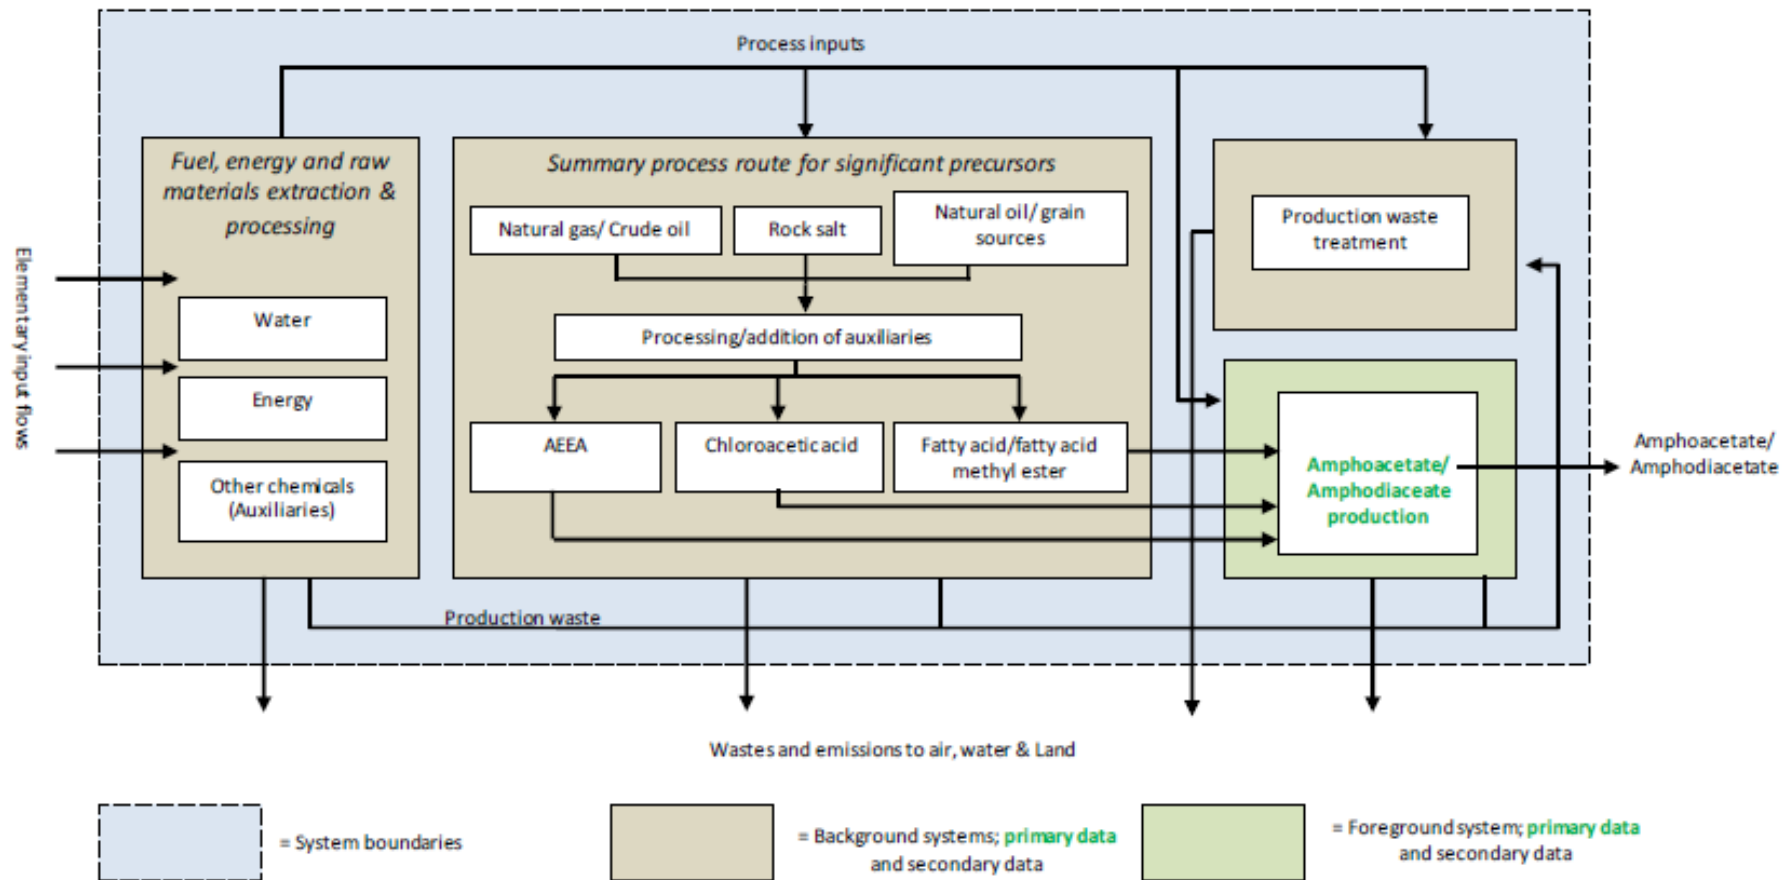 Process inputs
Fuel, energy and raw
materials extraction &
processing
Summary process route for significant precursors
Natural gas/ Crude oil
Rock salt
Natural oil/ grain
sources
Production waste
treatment
Elementary input flows
Water
Processing/addition of auxiliaries
Energy
AEEA
Chloroacetic acid
Fatty acid/fatty acid
methyl ester
Other chemicals
(Auxiliaries)
Amphoacetate/
Amphodiaceate
production
Amphoacetate/
Amphodiacetate
Production waste
Wastes and emissions to air, water & Land
= System boundaries
= Background systems; primary data
and secondary data
= Foreground system; primary data
and secondary data